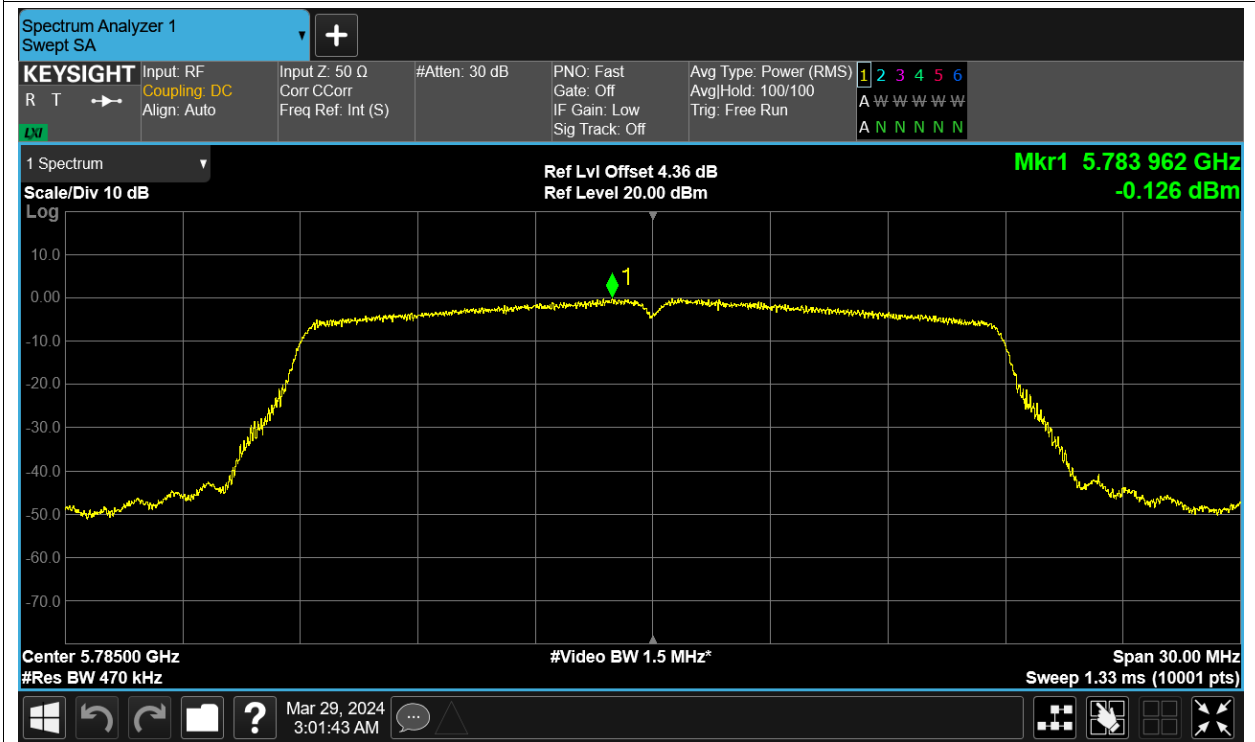 Spectrum Analyzer 1
Swept SA
KEYSIGHT
R T
LXI
Input: RF
Coupling: DC
Align: Auto
Input Z: 50 Ω
Corr CCorr
Freq Ref: Int (S)
#Atten: 30 dB
PNO: Fast
Gate: Off
IF Gain: Low
Sig Track: Off
Avg Type: Power (RMS)
Avg|Hold: 100/100
Trig: Free Run
1 2 3 4 5 6
A W W W W W
A N N N N N
1 Spectrum
Scale/Div 10 dB
Log
Ref Lvl Offset 4.36 dB
Ref Level 20.00 dBm
Mkr1 5.783 962 GHz
-0.126 dBm
10.0
0.00
-10.0
-20.0
-30.0
-40.0
-50.0
-60.0
-70.0
1
Center 5.78500 GHz
#Res BW 470 kHz
#Video BW 1.5 MHz*
Span 30.00 MHz
Sweep 1.33 ms (10001 pts)
?
Mar 29, 2024
3:01:43 AM